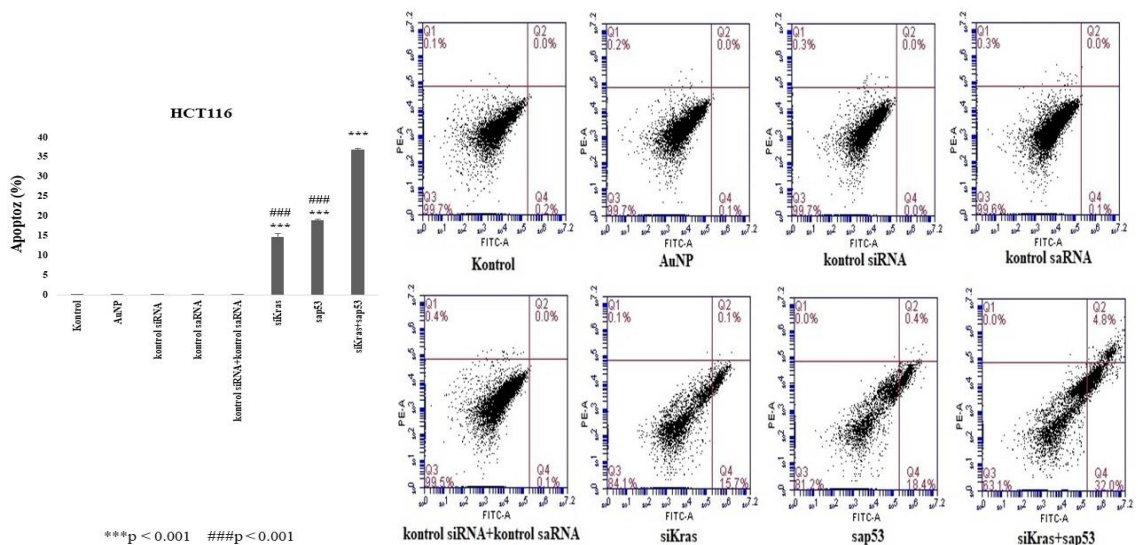 HCT116
Apoptoz (%)
40
35
30
25
20
15
10
5
0
###
***
###
***
***
Kontrol
AuNP
kontrol siRNA
kontrol saRNA
kontrol siRNA+kontrol saRNA
siKras
sap53
siKras+sap53
***p < 0.001 ###p < 0.001
Q1 Q2
0.1% 0.0%
Q3 Q4
99.7% 0.2%
PE-A
FITC-A
Kontrol
Q1 Q2
0.2% 0.0%
Q3 Q4
99.7% 0.1%
PE-A
FITC-A
AuNP
Q1 Q2
0.3% 0.0%
Q3 Q4
99.7% 0.0%
PE-A
FITC-A
kontrol siRNA
Q1 Q2
0.3% 0.0%
Q3 Q4
99.6% 0.1%
PE-A
FITC-A
kontrol saRNA
Q1 Q2
0.4% 0.0%
Q3 Q4
99.5% 0.1%
PE-A
FITC-A
kontrol siRNA+kontrol saRNA
Q1 Q2
0.1% 0.1%
Q3 Q4
84.1% 15.7%
PE-A
FITC-A
siKras
Q1 Q2
0.0% 0.4%
Q3 Q4
81.2% 18.4%
PE-A
FITC-A
sap53
Q1 Q2
0.0% 4.8%
Q3 Q4
63.1% 32.0%
PE-A
FITC-A
siKras+sap53